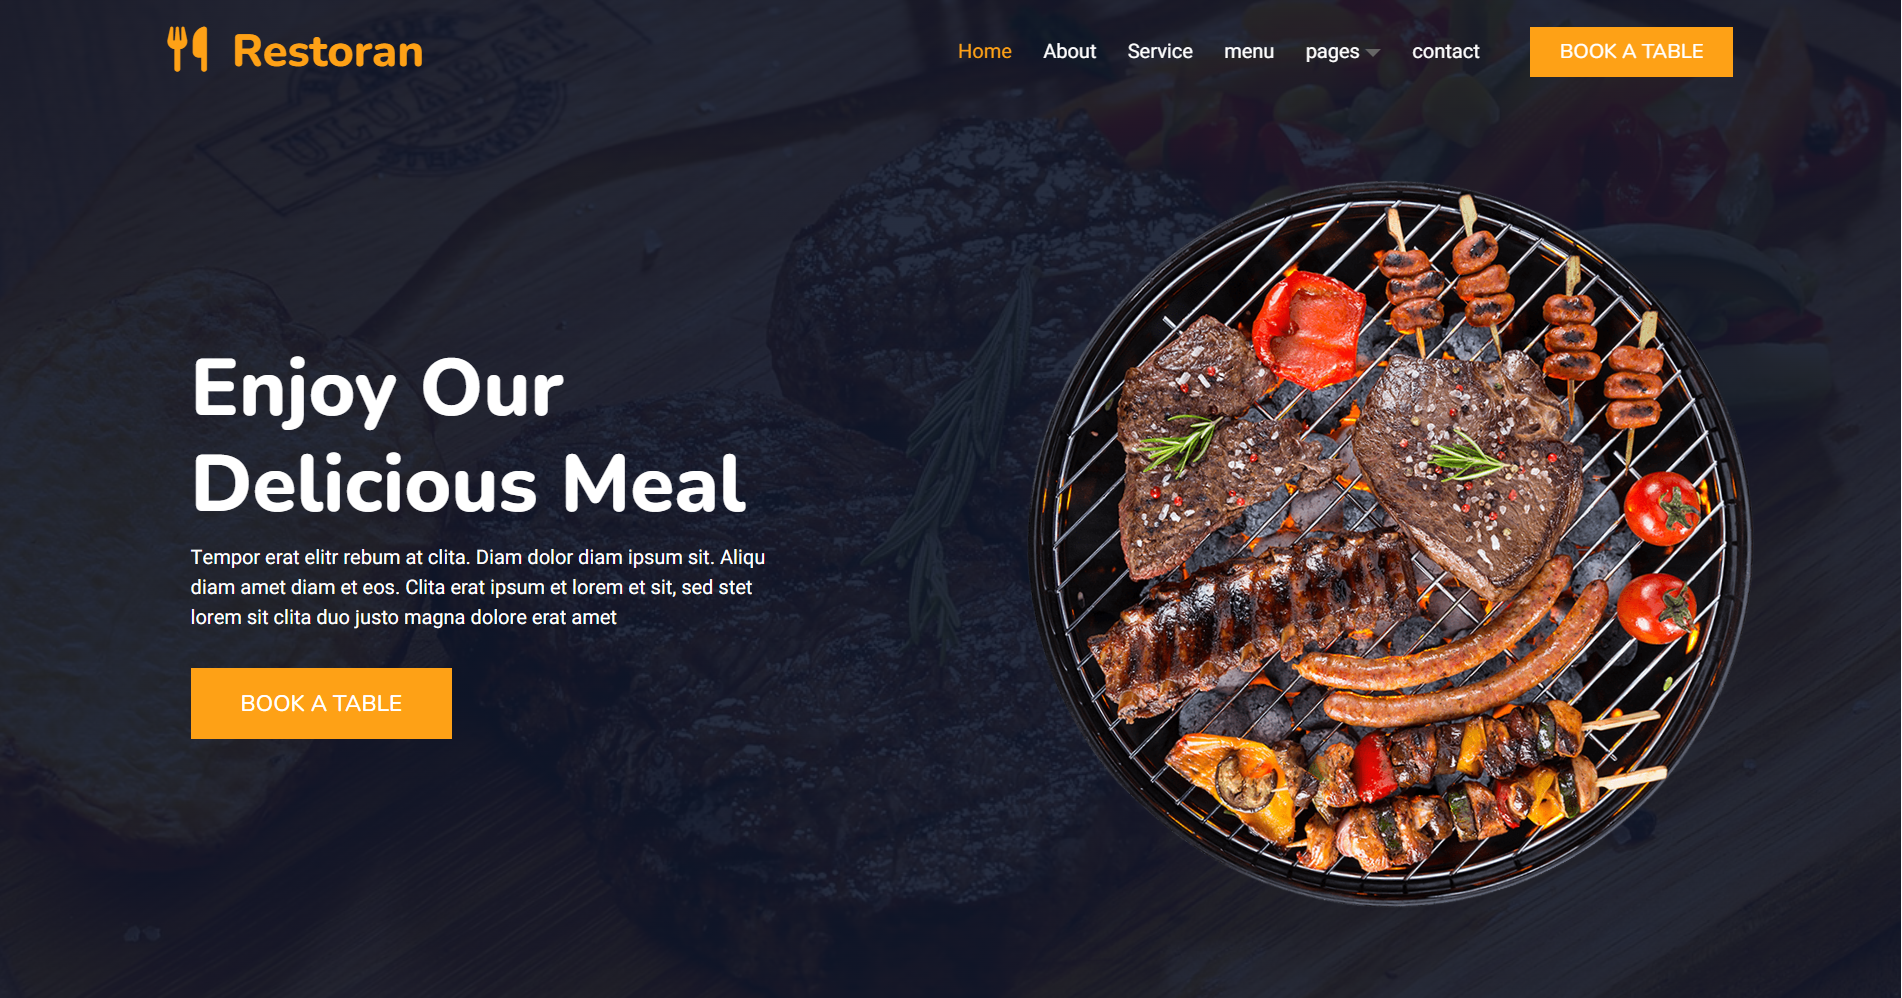 Restoran
Home About Service menu pages contact BOOK A TABLE
ULUABAT
STEAKHOUSE
Enjoy Our
Delicious Meal
Tempor erat elitr rebum at clita. Diam dolor diam ipsum sit. Aliqu
diam amet diam et eos. Clita erat ipsum et lorem et sit, sed stet
lorem sit clita duo justo magna dolore erat amet
BOOK A TABLE